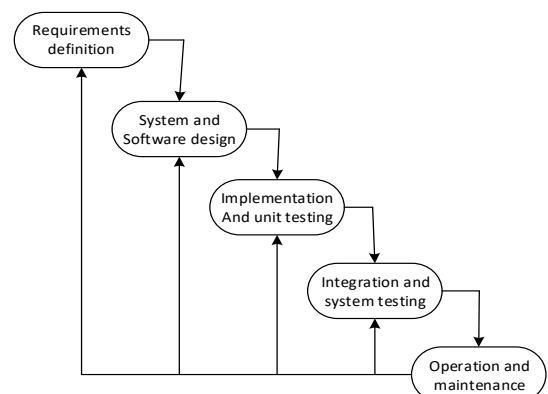 Requirements
definition
System and
Software design
Implementation
And unit testing
Integration and
system testing
Operation and
maintenance